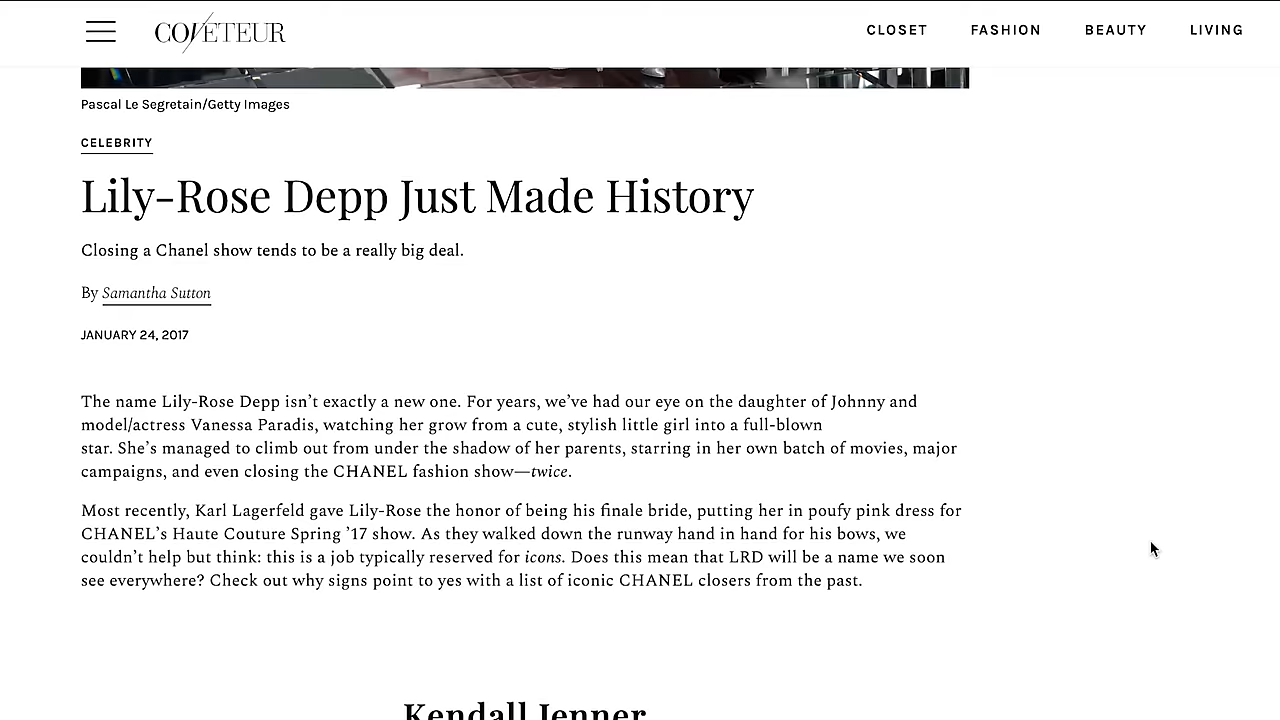 COVETEUR
CLOSET FASHION BEAUTY LIVING
Pascal Le Segretain/Getty Images
CELEBRITY
Lily-Rose Depp Just Made History
Closing a Chanel show tends to be a really big deal.
By Samantha Sutton
JANUARY 24, 2017
The name Lily-Rose Depp isn’t exactly a new one. For years, we’ve had our eye on the daughter of Johnny and
model/actress Vanessa Paradis, watching her grow from a cute, stylish little girl into a full-blown
star. She’s managed to climb out from under the shadow of her parents, starring in her own batch of movies, major
campaigns, and even closing the CHANEL fashion show—twice.
Most recently, Karl Lagerfeld gave Lily-Rose the honor of being his finale bride, putting her in poufy pink dress for
CHANEL’s Haute Couture Spring ’17 show. As they walked down the runway hand in hand for his bows, we
couldn’t help but think: this is a job typically reserved for icons. Does this mean that LRD will be a name we soon
see everywhere? Check out why signs point to yes with a list of iconic CHANEL closers from the past.
Kendall Jenner